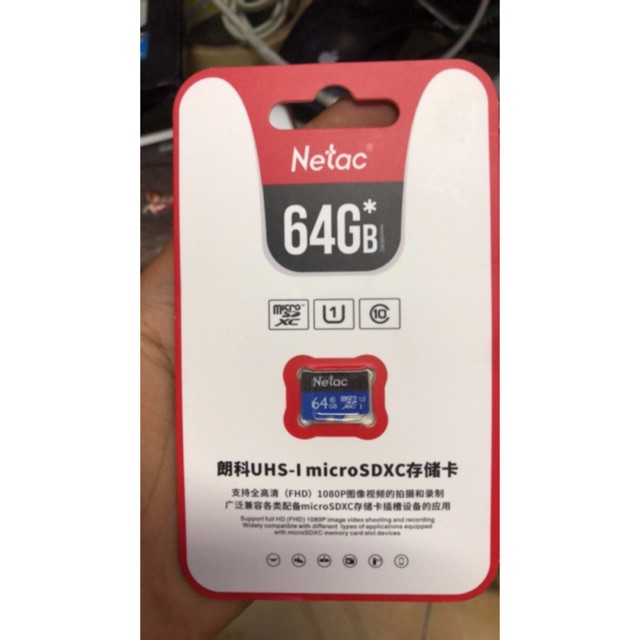 Netac
64GB*
micro SD XC
U1
C10
Netac
64 GB micro SD XC I
朗科UHS-I microSDXC存储卡
支持全高清（FHD）1080P图像视频的拍摄和录制
广泛兼容各类配备microSDXC存储卡插槽设备的应用
Support full HD (FHD) 1080P image video shooting and recording
Widely compatible with different types of applications equipped
with microSDXC memory card slot devices